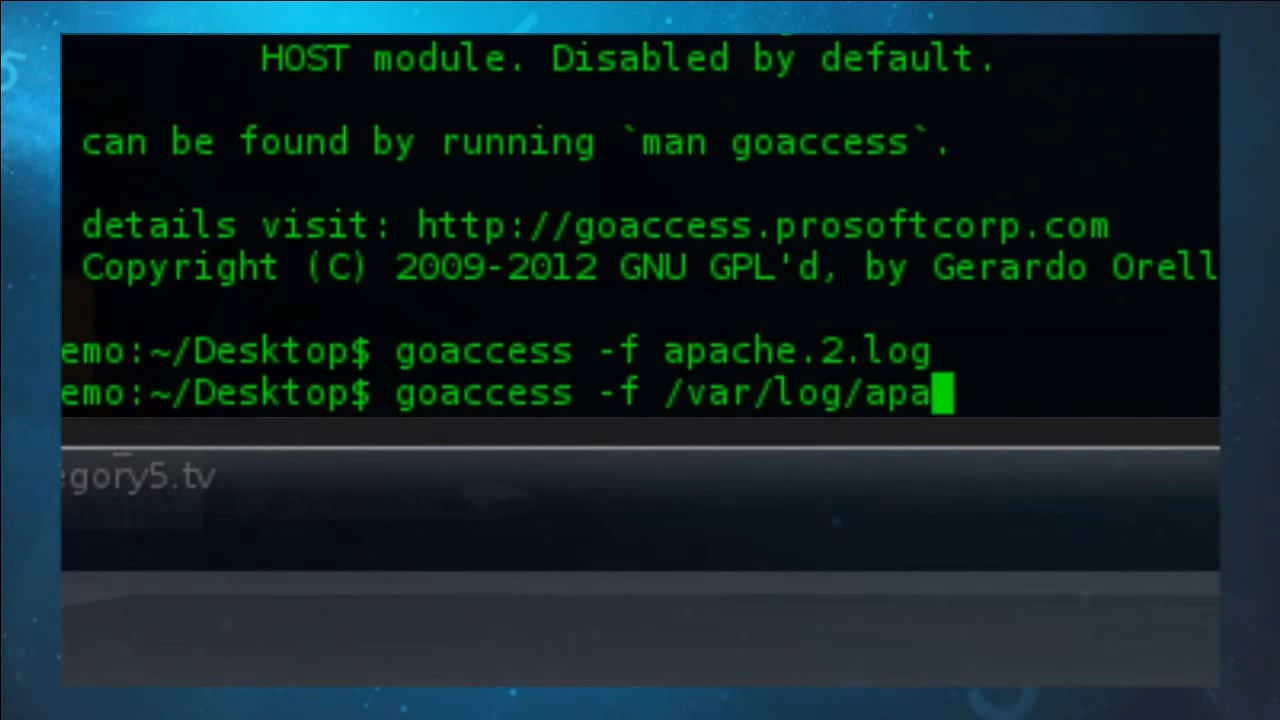 HOST module. Disabled by default.
can be found by running `man goaccess`.
details visit: http://goaccess.prosoftcorp.com
Copyright (C) 2009-2012 GNU GPL'd, by Gerardo Orell
emo:~/Desktop$ goaccess -f apache.2.log
emo:~/Desktop$ goaccess -f /var/log/apa
egory5.tv